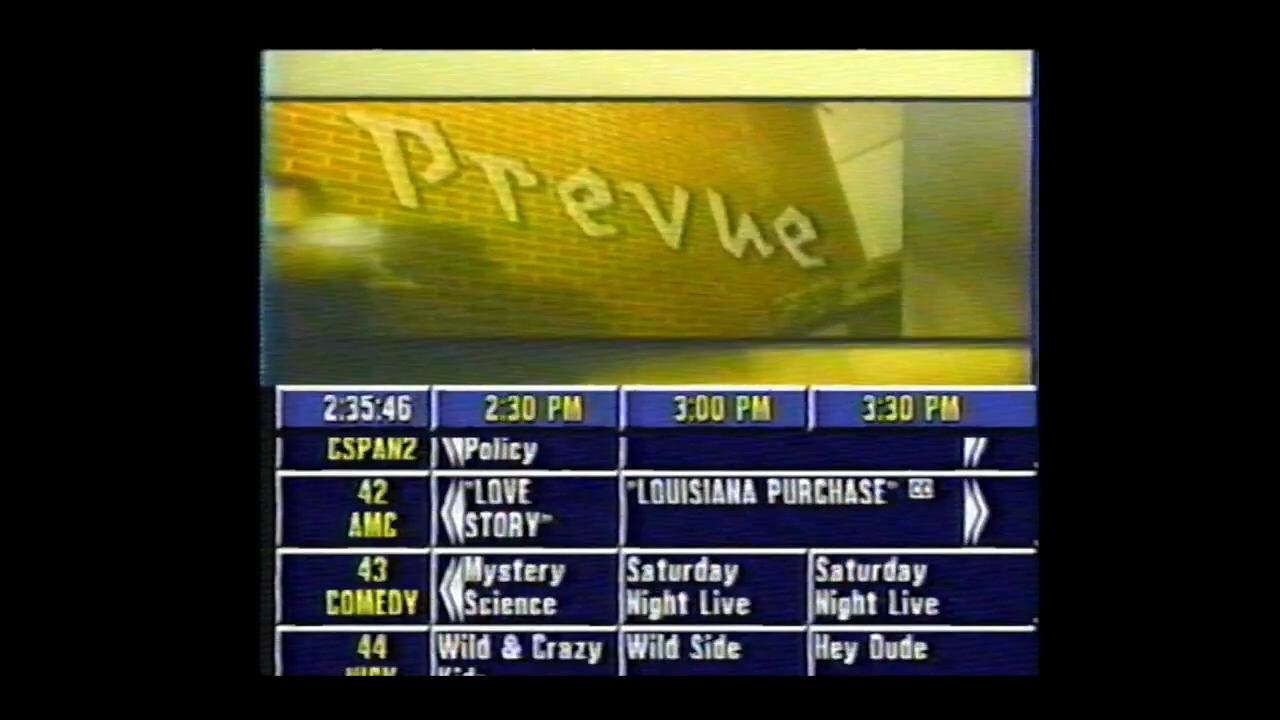 Prevue
2:35:46 2:30 PM 3:00 PM 3:30 PM
CSPAN2 Policy
42 "LOVE "LOUISIANA PURCHASE" CC
AMC STORY"
43 Mystery Saturday Saturday
COMEDY Science Night Live Night Live
44 Wild & Crazy Wild Side Hey Dude